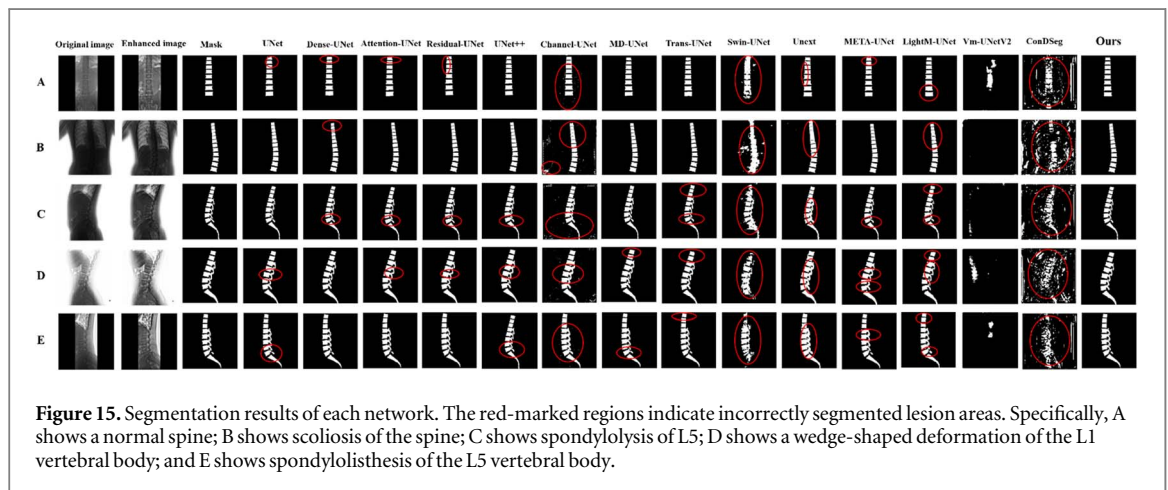 Original image Enhanced image Mask UNet Dense-UNet Attention-UNet Residual-UNet UNet++ Channel-UNet MD-UNet Trans-UNet Swin-UNet Unext META-UNet LightM-UNet Vm-UNetV2 ConDSeg Ours
A
B
C
D
E
Figure 15. Segmentation results of each network. The red-marked regions indicate incorrectly segmented lesion areas. Specifically, A
shows a normal spine; B shows scoliosis of the spine; C shows spondylolysis of L5; D shows a wedge-shaped deformation of the L1
vertebral body; and E shows spondylolisthesis of the L5 vertebral body.